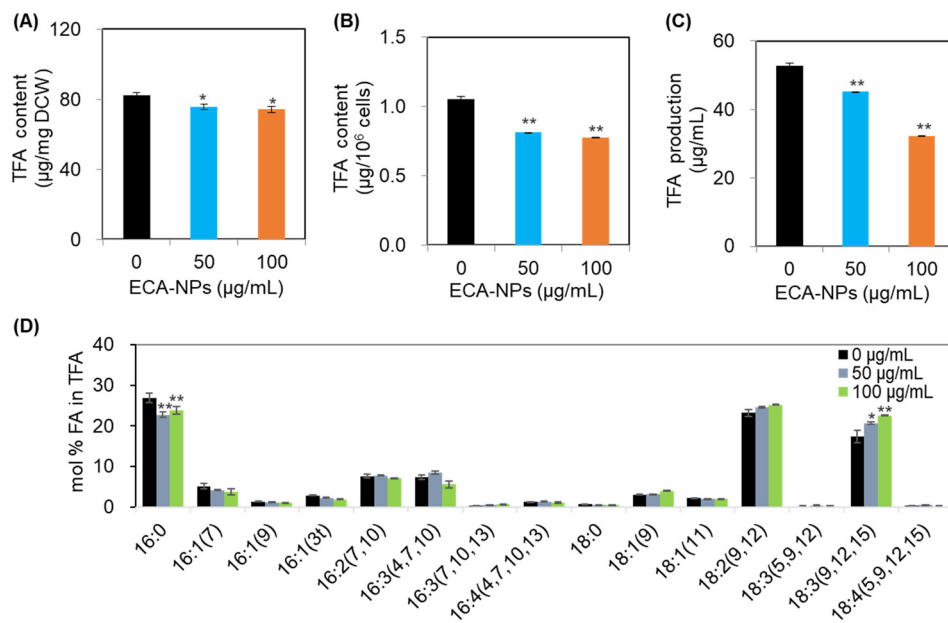 (A)
TFA content
(µg/mg DCW)
120
80
40
0
*
*
0
50
100
ECA-NPs (µg/mL)
(B)
TFA content
(µg/10⁶ cells)
1.5
1.0
0.5
0.0
**
**
0
50
100
ECA-NPs (µg/mL)
(C)
TFA production
(µg/mL)
60
40
20
0
**
**
0
50
100
ECA-NPs (µg/mL)
(D)
mol % FA in TFA
40
30
20
10
0
0 µg/mL
50 µg/mL
100 µg/mL
**
**
*
**
16:0
16:1(7)
16:1(9)
16:1(3t)
16:2(7,10)
16:3(4,7,10)
16:3(7,10,13)
16:4(4,7,10,13)
18:0
18:1(9)
18:1(11)
18:2(9,12)
18:3(5,9,12)
18:3(9,12,15)
18:4(5,9,12,15)